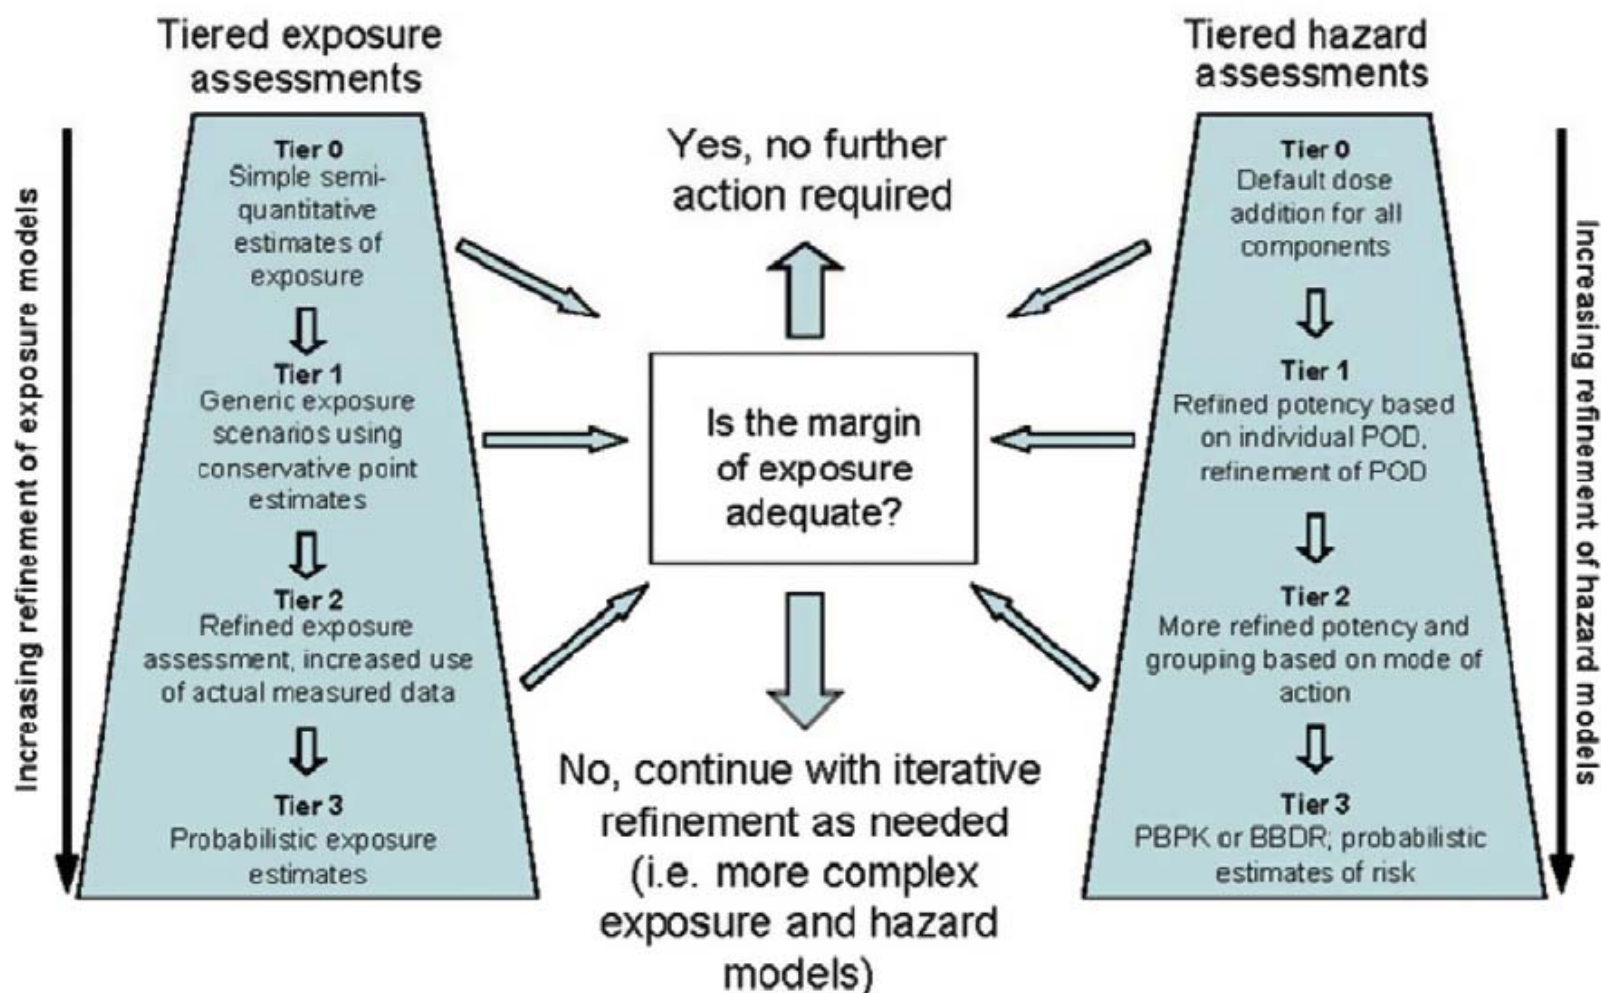 Tiered exposure
assessments
Increasing refinement of exposure models
Tier 0
Simple semi-
quantitative
estimates of
exposure
Tier 1
Generic exposure
scenarios using
conservative point
estimates
Tier 2
Refined exposure
assessment, increased use
of actual measured data
Tier 3
Probabilistic exposure
estimates
Yes, no further
action required
Is the margin
of exposure
adequate?
No, continue with iterative
refinement as needed
(i.e. more complex
exposure and hazard
models)
Tiered hazard
assessments
Tier 0
Default dose
addition for all
components
Tier 1
Refined potency based
on individual POD,
refinement of POD
Tier 2
More refined potency and
grouping based on mode of
action
Tier 3
PBPK or BBDR; probabilistic
estimates of risk
Increasing refinement of hazard models